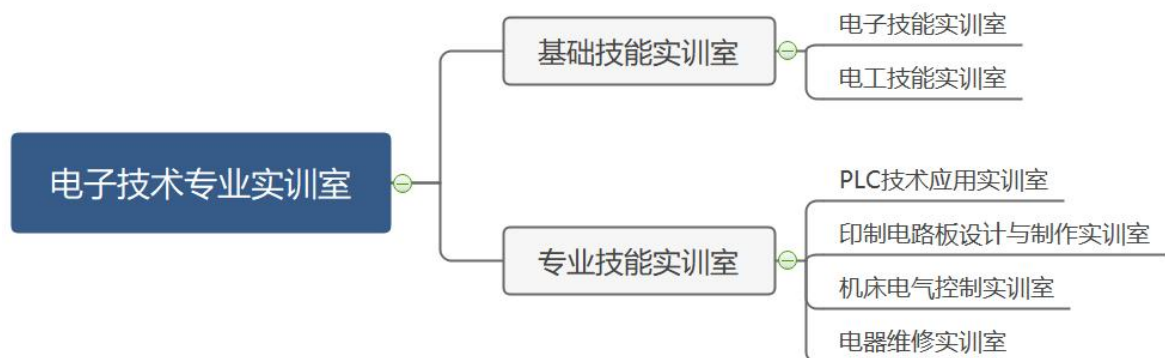 电子技术专业实训室
基础技能实训室
电子技能实训室
电工技能实训室
专业技能实训室
PLC技术应用实训室
印制电路板设计与制作实训室
机床电气控制实训室
电器维修实训室